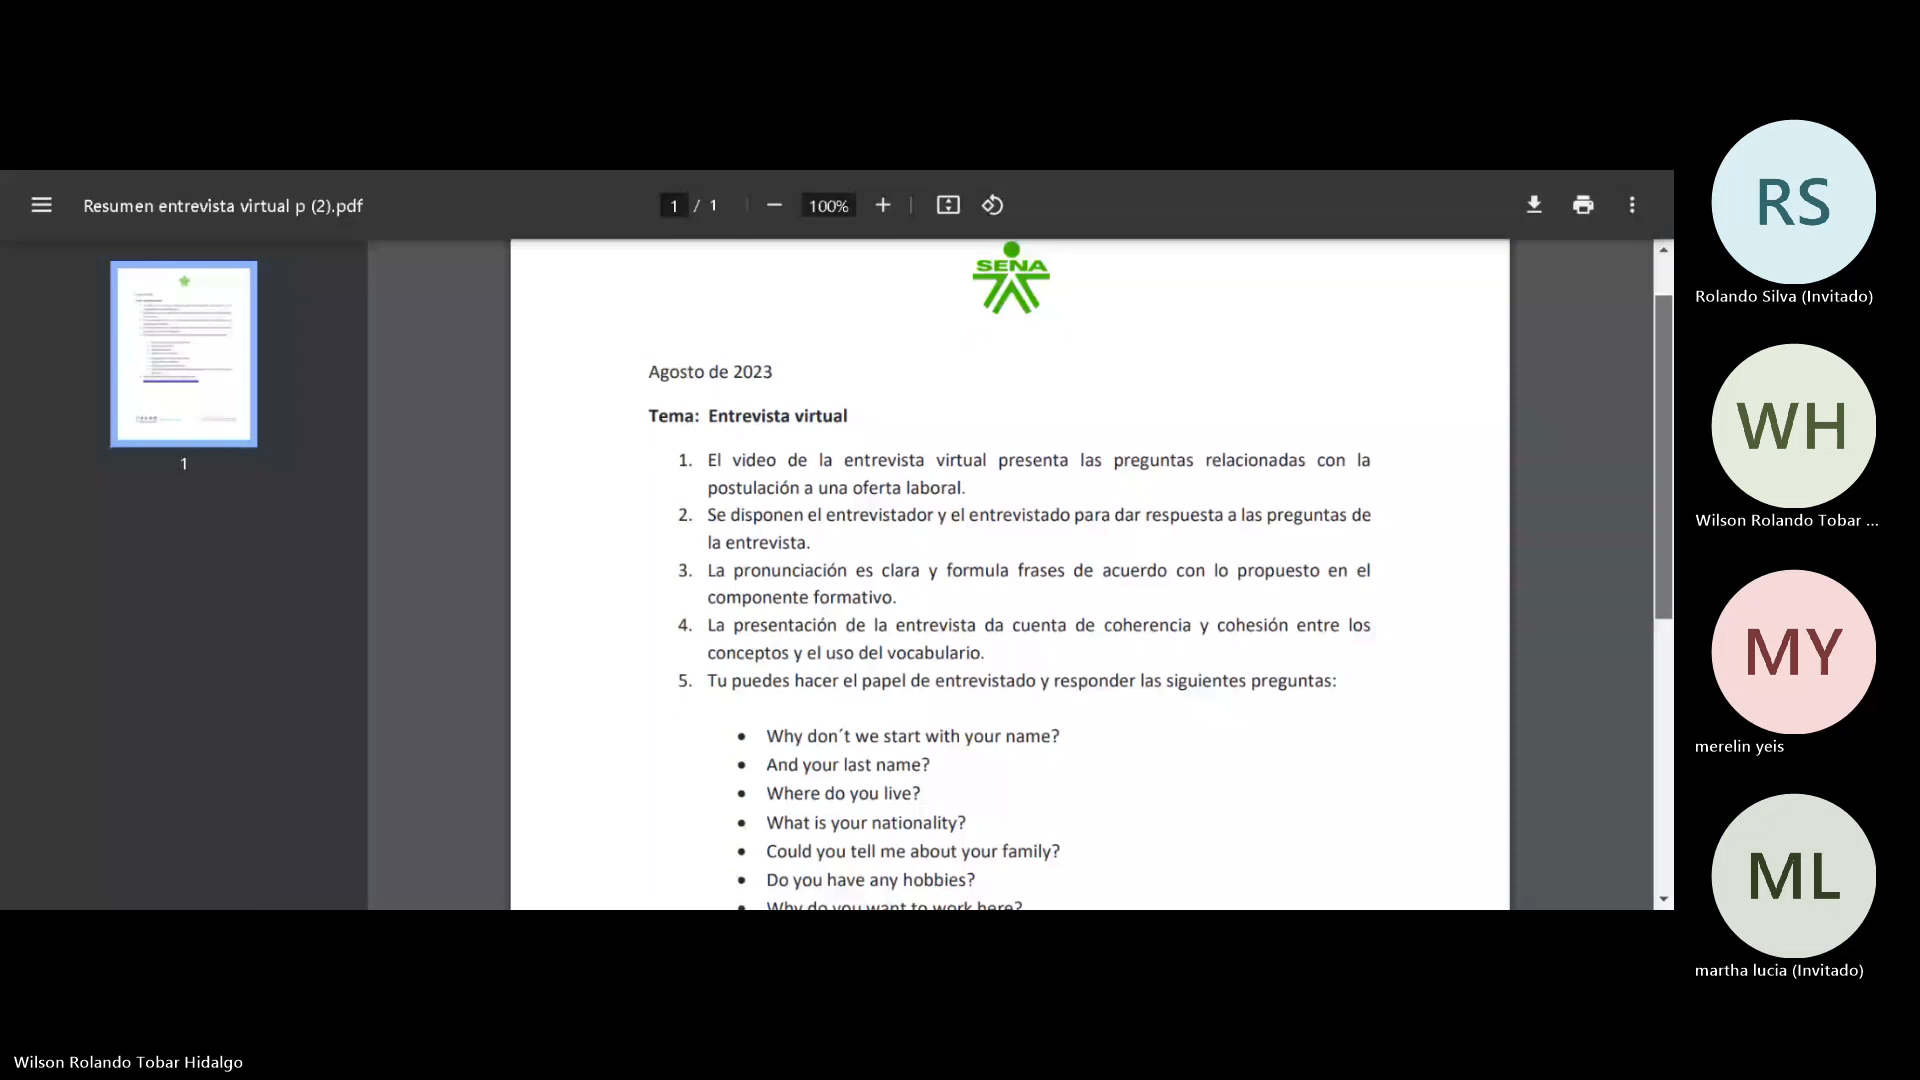 Resumen entrevista virtual p (2).pdf
1 / 1
100%
1
SENA
Agosto de 2023
Tema: Entrevista virtual
1. El video de la entrevista virtual presenta las preguntas relacionadas con la
postulación a una oferta laboral.
2. Se disponen el entrevistador y el entrevistado para dar respuesta a las preguntas de
la entrevista.
3. La pronunciación es clara y formula frases de acuerdo con lo propuesto en el
componente formativo.
4. La presentación de la entrevista da cuenta de coherencia y cohesión entre los
conceptos y el uso del vocabulario.
5. Tu puedes hacer el papel de entrevistado y responder las siguientes preguntas:
• Why don´t we start with your name?
• And your last name?
• Where do you live?
• What is your nationality?
• Could you tell me about your family?
• Do you have any hobbies?
• Why do you want to work here?
RS
Rolando Silva (Invitado)
WH
Wilson Rolando Tobar ...
MY
merelin yeis
ML
martha lucia (Invitado)
Wilson Rolando Tobar Hidalgo